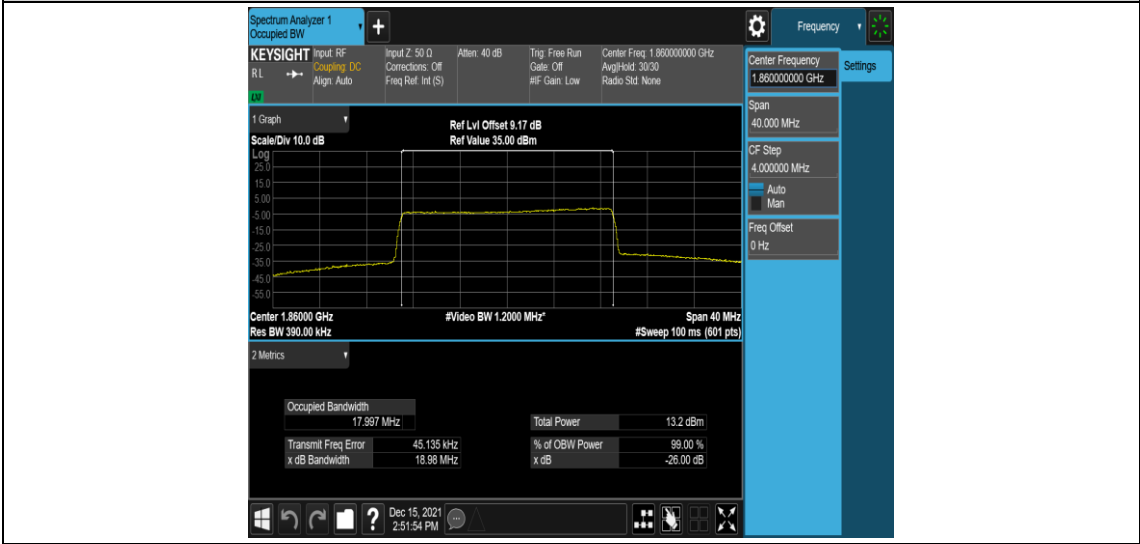 Spectrum Analyzer 1
Occupied BW
+
Frequency
KEYSIGHT
RL
Input: RF
Coupling: DC
Align: Auto
Input Z: 50 Ω
Corrections: Off
Freq Ref: Int (S)
Atten: 40 dB
Trig: Free Run
Gate: Off
#IF Gain: Low
Center Freq: 1.860000000 GHz
Avg|Hold: 30/30
Radio Std: None
Center Frequency
1.860000000 GHz
Settings
Span
40.000 MHz
CF Step
4.000000 MHz
Auto
Man
Freq Offset
0 Hz
1 Graph
Scale/Div 10.0 dB
Ref Lvl Offset 9.17 dB
Ref Value 35.00 dBm
Log
25.0
15.0
5.00
-5.00
-15.0
-25.0
-35.0
-45.0
-55.0
Center 1.86000 GHz
#Video BW 1.2000 MHz*
Span 40 MHz
Res BW 390.00 kHz
#Sweep 100 ms (601 pts)
2 Metrics
Occupied Bandwidth
17.997 MHz
Total Power 13.2 dBm
Transmit Freq Error 45.135 kHz
% of OBW Power 99.00 %
x dB Bandwidth 18.98 MHz
x dB -26.00 dB
?
Dec 15, 2021
2:51:54 PM